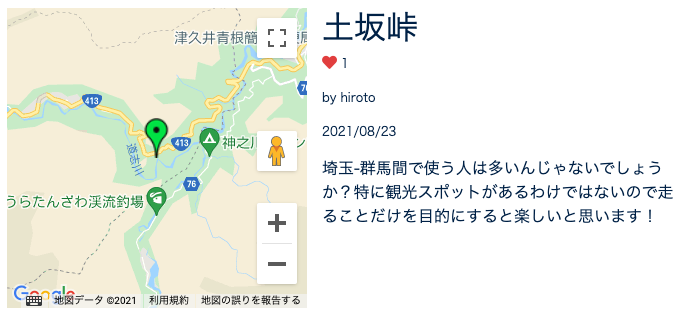 津久井青根簡
便局
413
413
道志川
神之川
ン
76
76
うらたんざわ渓流釣場
Google
地図データ ©2021 利用規約 地図の誤りを報告する
土坂峠
1
by hiroto
2021/08/23
埼玉-群馬間で使う人は多いんじゃないでしょう
か？特に観光スポットがあるわけではないので走
ることだけを目的にすると楽しいと思います！